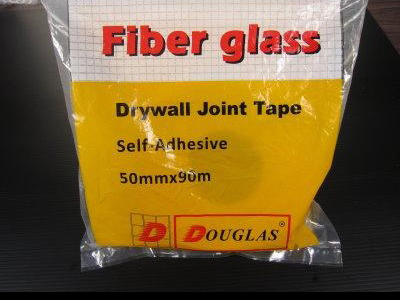 Fiber glass
Drywall Joint Tape
Self-Adhesive
50mmx90m
D DOUGLAS®